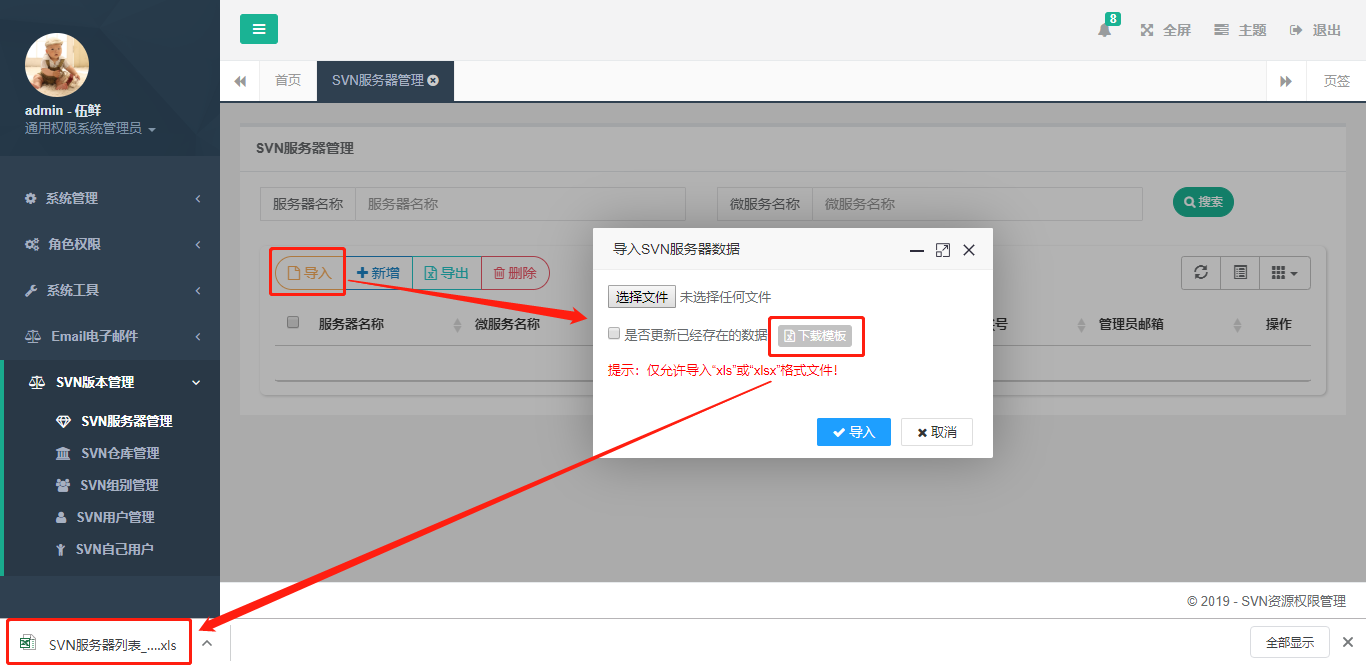 8
全屏
主题
退出
首页
SVN服务器管理
页签
admin - 伍鲜
通用权限系统管理员
系统管理
角色权限
系统工具
Email电子邮件
SVN版本管理
SVN服务器管理
SVN仓库管理
SVN组别管理
SVN用户管理
SVN自己用户
SVN服务器管理
服务器名称
服务器名称
微服务名称
微服务名称
搜索
导入
新增
导出
删除
服务器名称
微服务名称
号
管理员邮箱
操作
导入SVN服务器数据
选择文件 未选择任何文件
是否更新已经存在的数据
下载模板
提示：仅允许导入“xls”或“xlsx”格式文件！
导入
取消
© 2019 - SVN资源权限管理
SVN服务器列表_....xls
全部显示